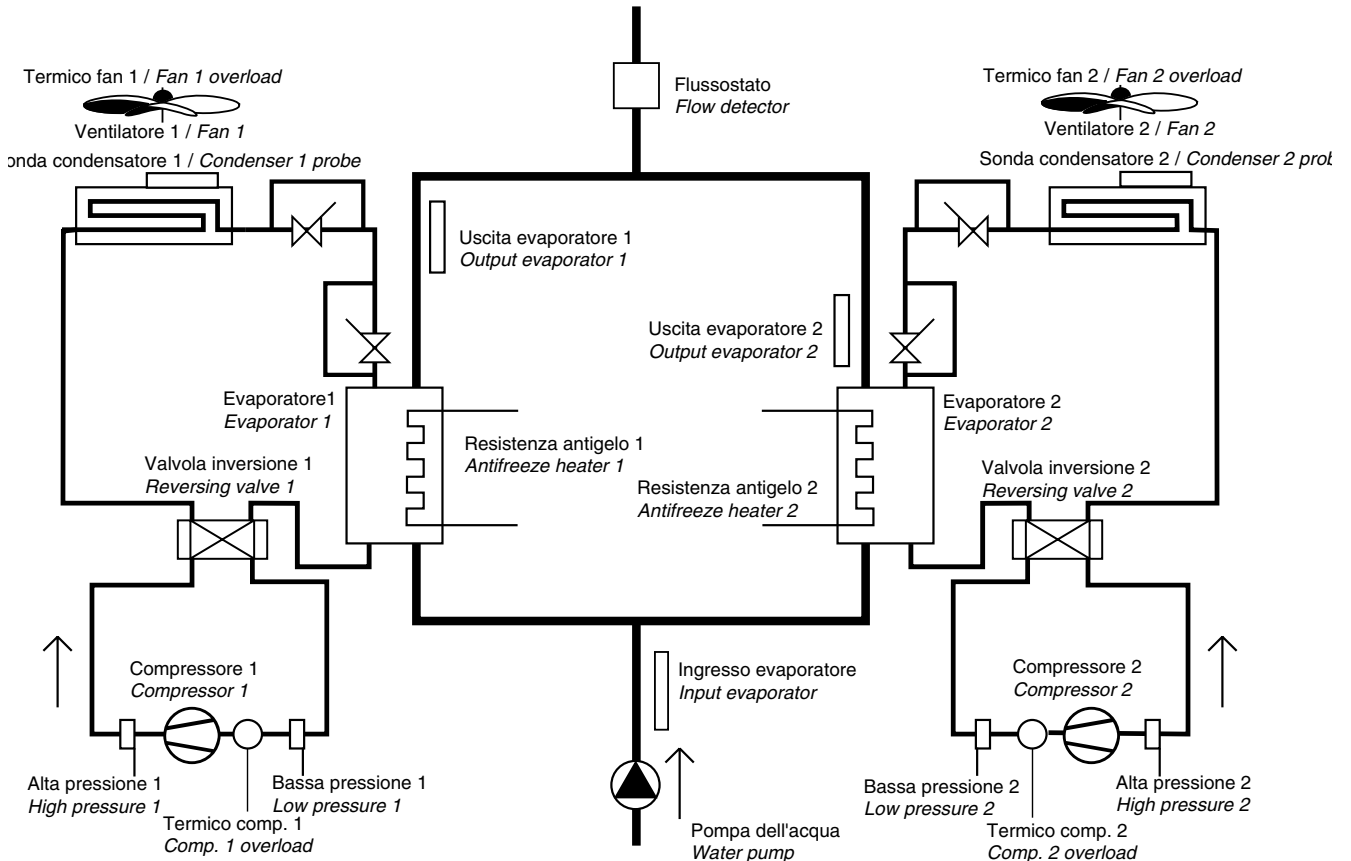 Termico fan 1 / Fan 1 overload
Ventilatore 1 / Fan 1
onda condensatore 1 / Condenser 1 probe
Flussostato
Flow detector
Termico fan 2 / Fan 2 overload
Ventilatore 2 / Fan 2
Sonda condensatore 2 / Condenser 2 prob
Uscita evaporatore 1
Output evaporator 1
Uscita evaporatore 2
Output evaporator 2
Evaporatore1
Evaporator 1
Evaporatore 2
Evaporator 2
Resistenza antigelo 1
Antifreeze heater 1
Valvola inversione 1
Reversing valve 1
Resistenza antigelo 2
Antifreeze heater 2
Valvola inversione 2
Reversing valve 2
Compressore 1
Compressor 1
Ingresso evaporatore
Input evaporator
Compressore 2
Compressor 2
Alta pressione 1
High pressure 1
Bassa pressione 1
Low pressure 1
Termico comp. 1
Comp. 1 overload
Pompa dell'acqua
Water pump
Bassa pressione 2
Low pressure 2
Alta pressione 2
High pressure 2
Termico comp. 2
Comp. 2 overload